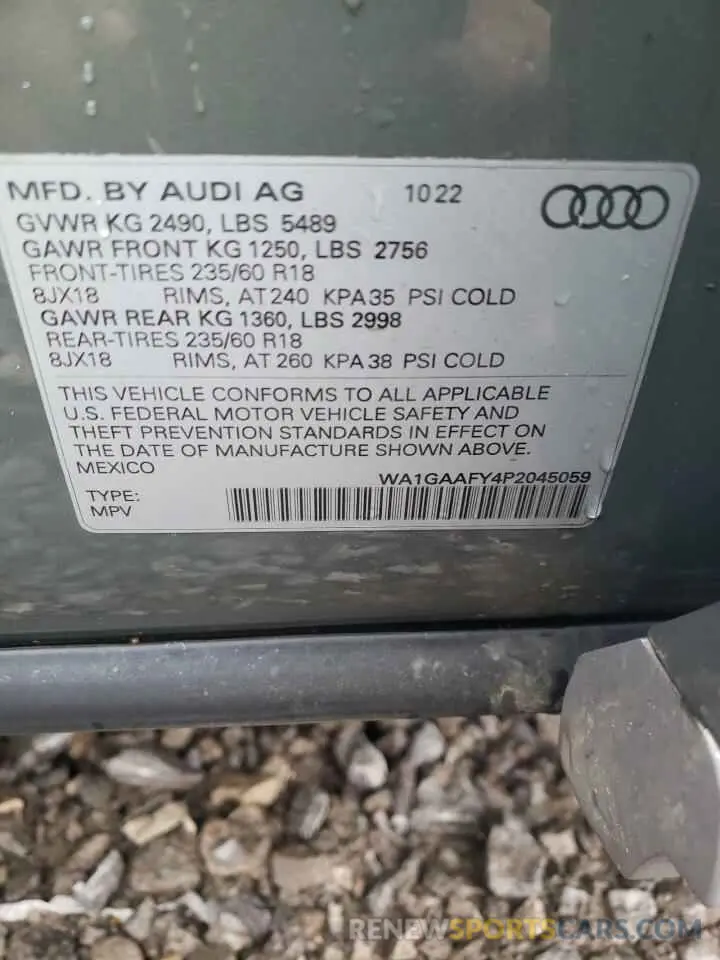 MFD. BY AUDI AG 1022
GVWR KG 2490, LBS 5489
GAWR FRONT KG 1250, LBS 2756
FRONT-TIRES 235/60 R18
8JX18 RIMS, AT 240 KPA 35 PSI COLD
GAWR REAR KG 1360, LBS 2998
REAR-TIRES 235/60 R18
8JX18 RIMS, AT 260 KPA 38 PSI COLD
THIS VEHICLE CONFORMS TO ALL APPLICABLE
U.S. FEDERAL MOTOR VEHICLE SAFETY AND
THEFT PREVENTION STANDARDS IN EFFECT ON
THE DATE OF MANUFACTURE SHOWN ABOVE.
MEXICO
WA1GAAFY4P2045059
TYPE:
MPV
RENEWSPORTSCARS.COM